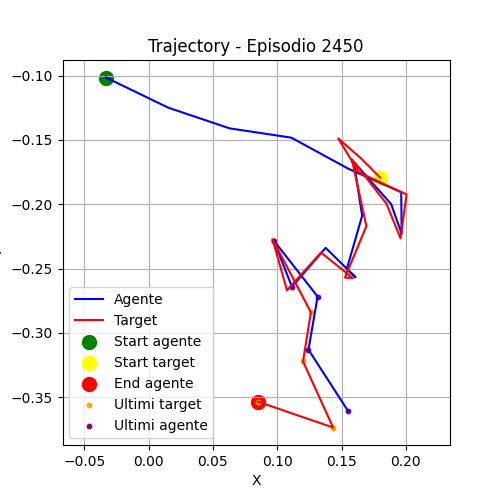 Trajectory - Episodio 2450
−0.10
−0.15
−0.20
−0.25
−0.30
−0.35
Agente
Target
Start agente
Start target
End agente
Ultimi target
Ultimi agente
−0.05
0.00
0.05
0.10
0.15
0.20
X